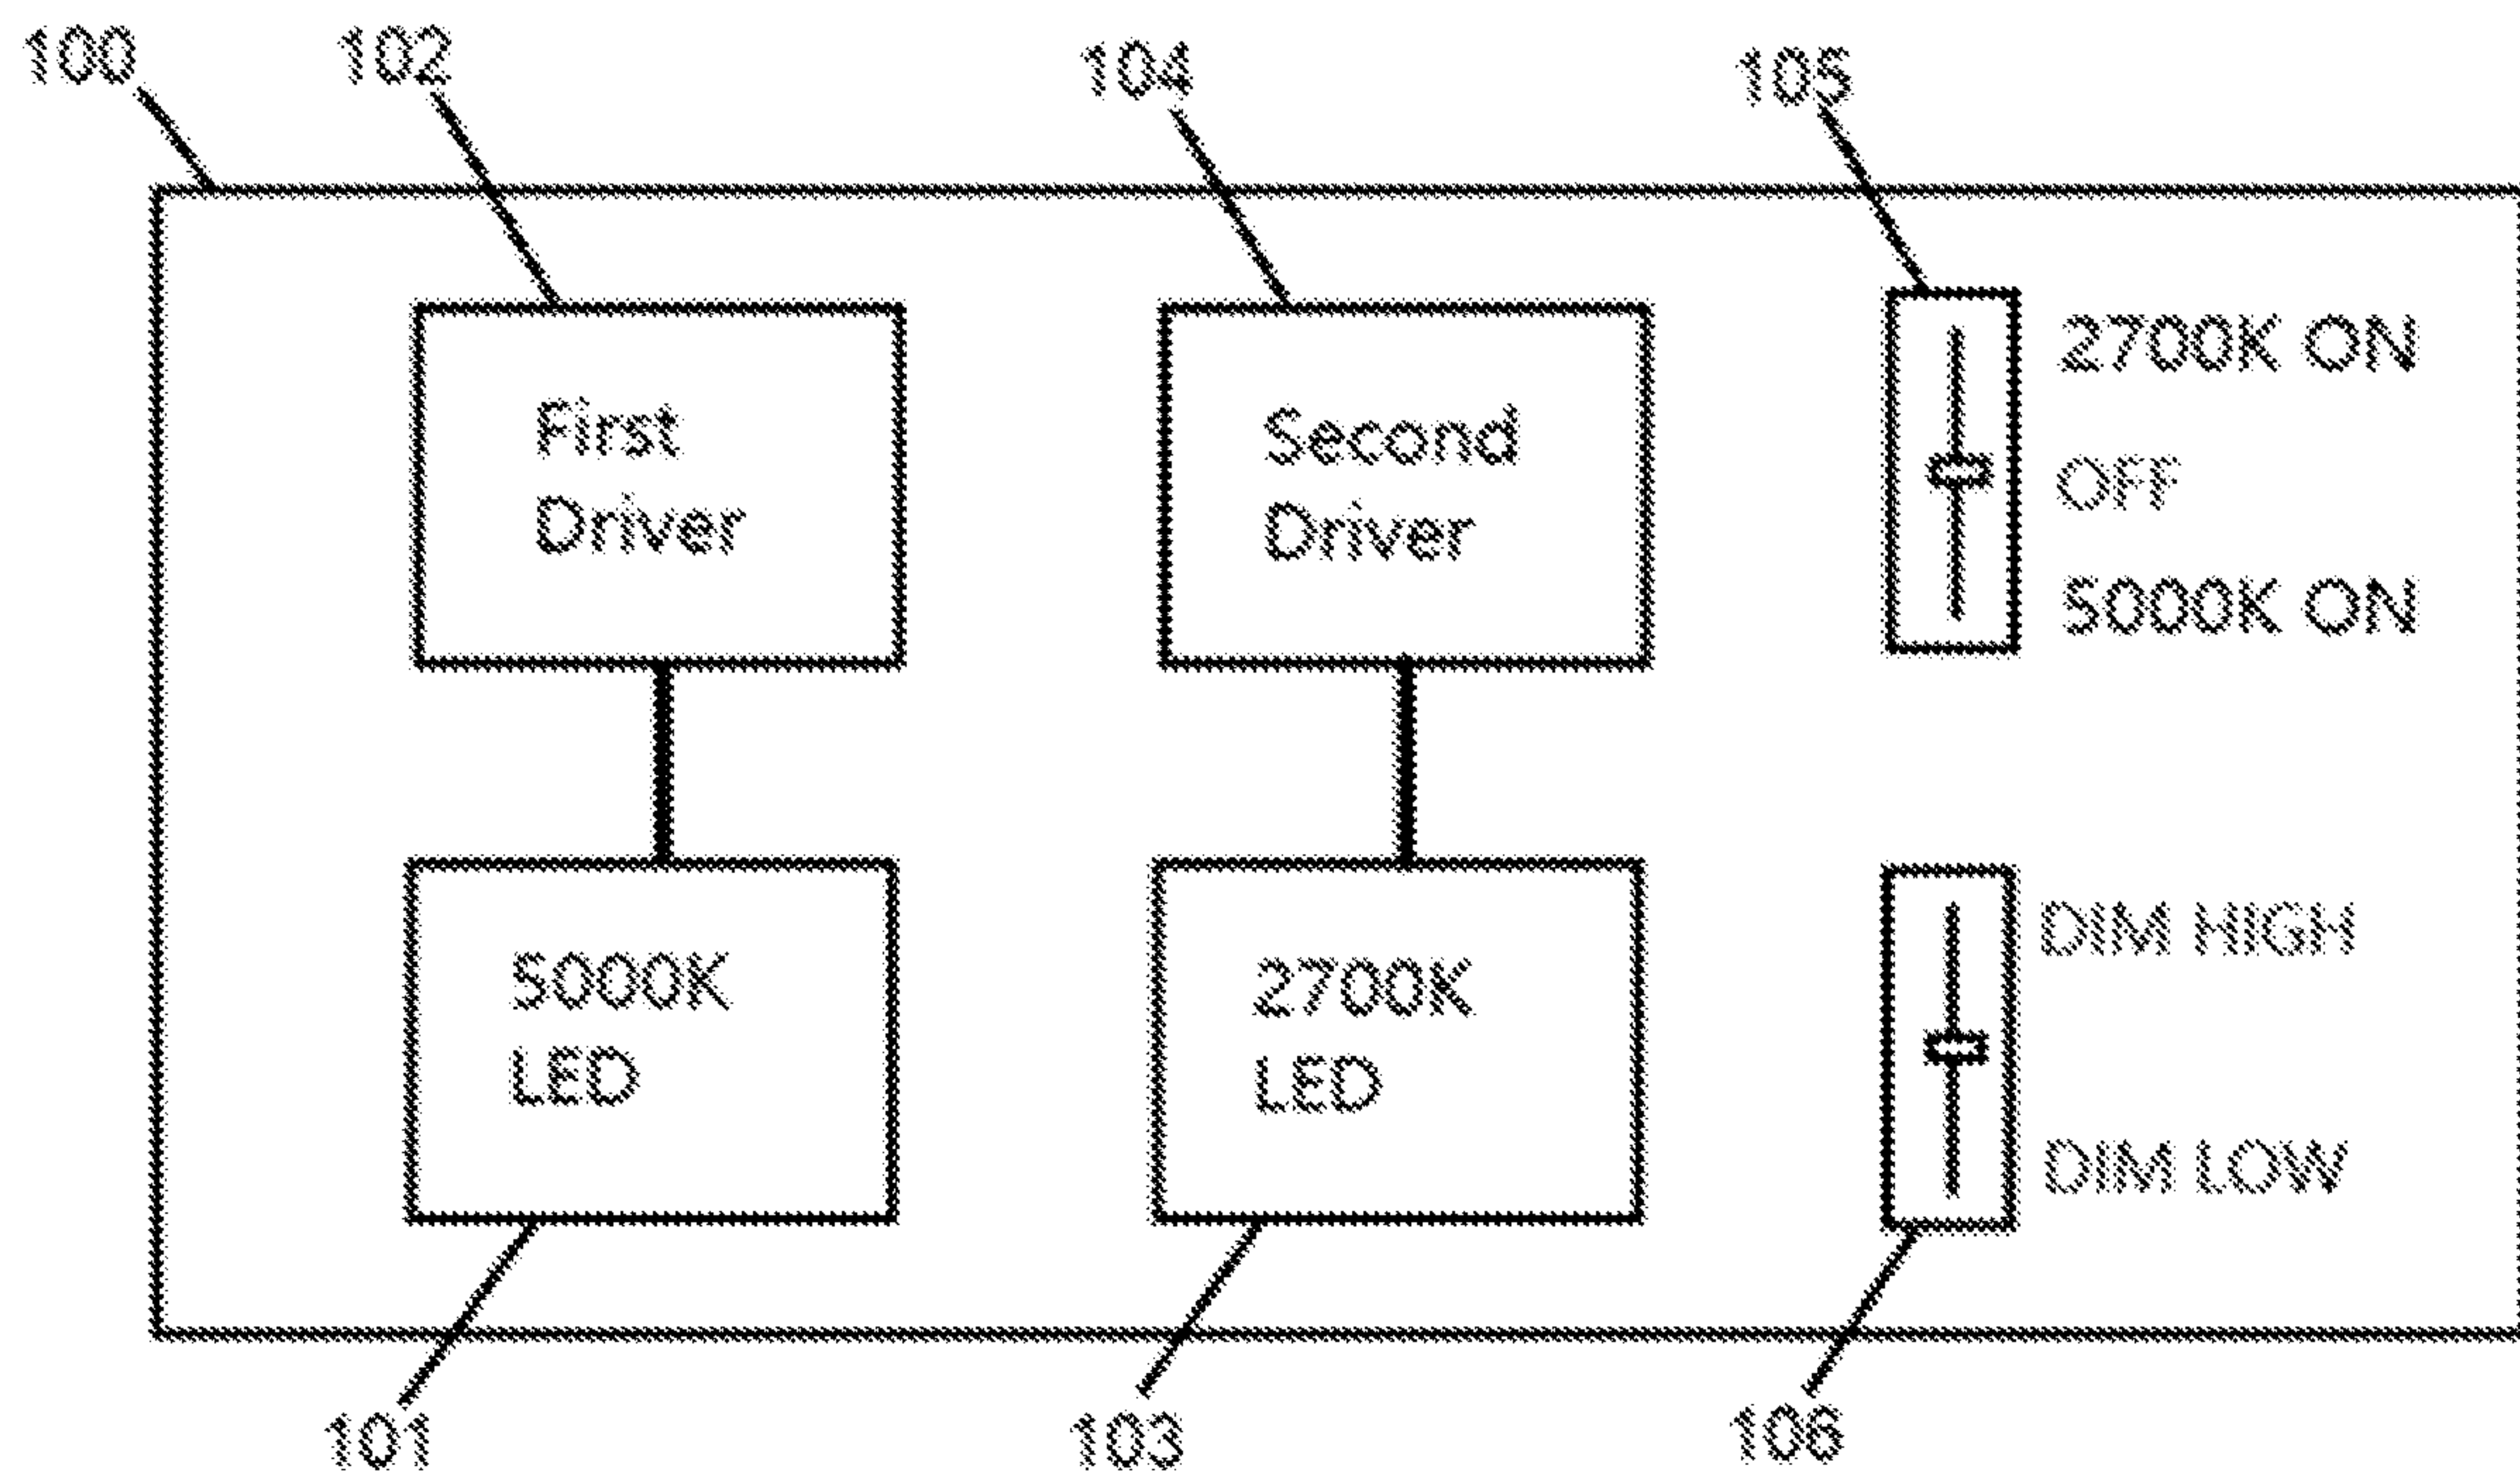 100
102
104
105
First
Driver
Second
Driver
2700K ON
OFF
5000K ON
5000K
LED
2700K
LED
DIM HIGH
DIM LOW
101
103
106